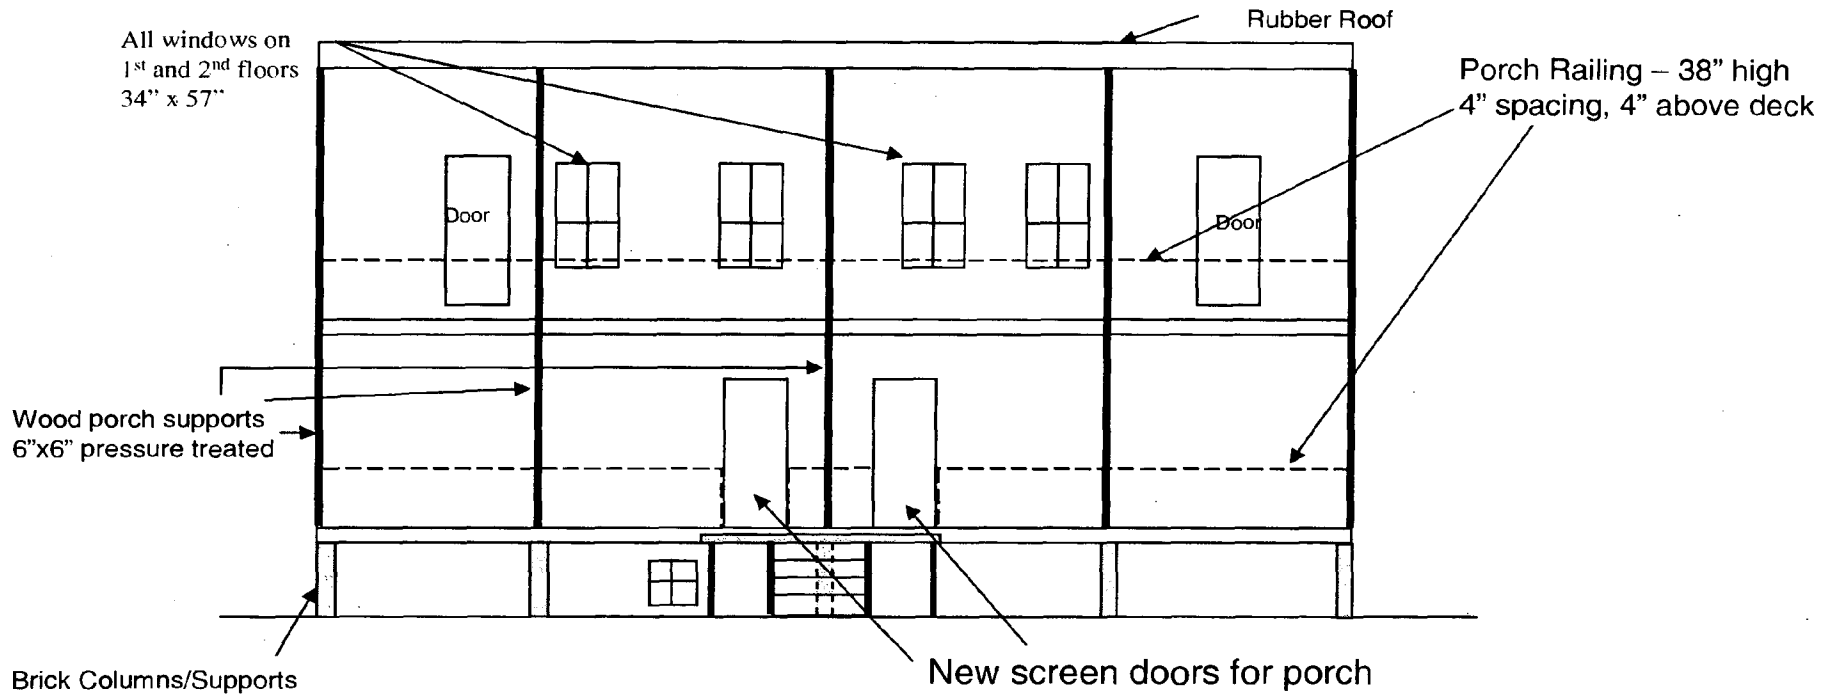 Rubber Roof
All windows on
1st and 2nd floors
34" x 57"
Porch Railing – 38" high
4" spacing, 4" above deck
Door
Door
Wood porch supports
6"x6" pressure treated
Brick Columns/Supports
New screen doors for porch